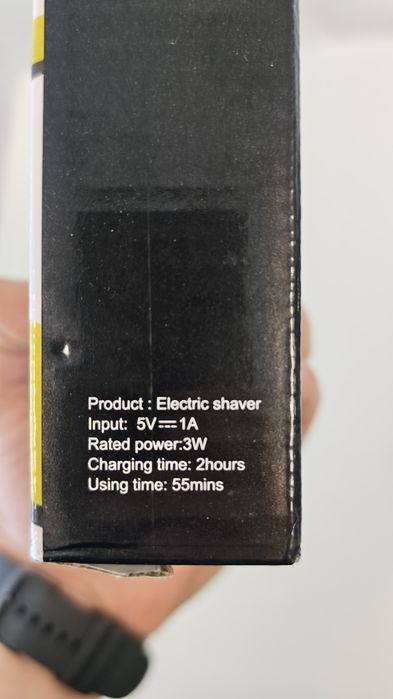 Product : Electric shaver
Input: 5V⎓1A
Rated power:3W
Charging time: 2hours
Using time: 55mins